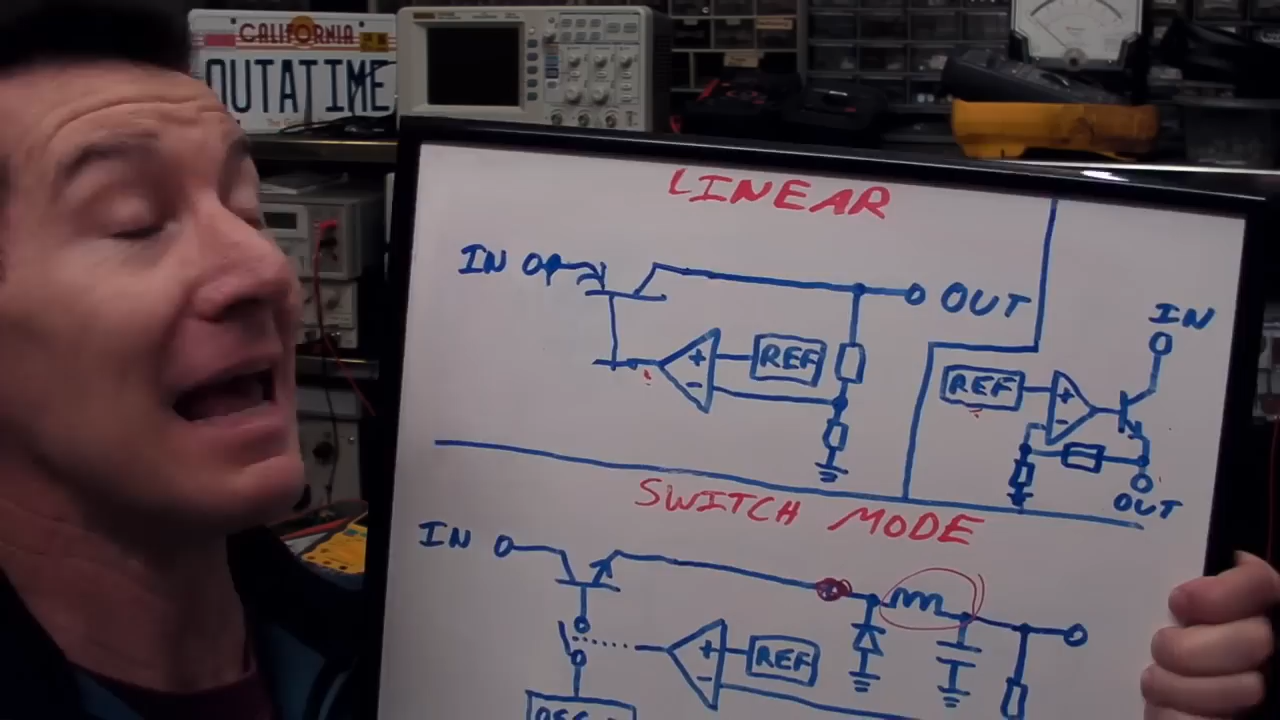 CALIFORNIA
OUTATIME
LINEAR
IN
OUT
+
REF
-
IN
REF
+
-
OUT
SWITCH MODE
IN
+
REF
-